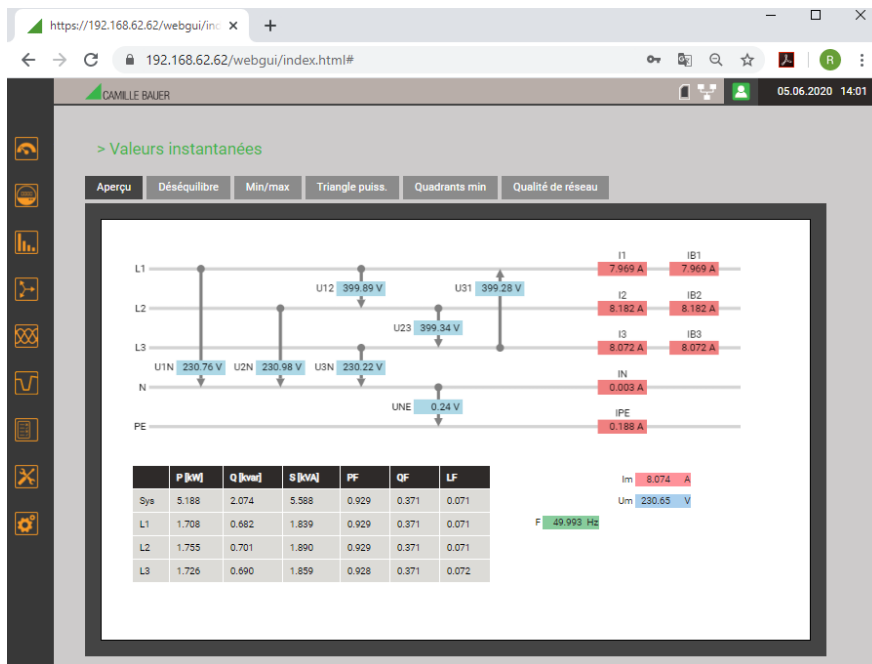 https://192.168.62.62/webgui/ind
192.168.62.62/webgui/index.html#
R
CAMILLE BAUER
05.06.2020 14:01
> Valeurs instantanées
Aperçu Déséquilibre Min/max Triangle puiss. Quadrants min Qualité de réseau
I1 IB1
L1 7.969 A 7.969 A
U12 399.89 V U31 399.28 V
I2 IB2
L2 8.182 A 8.182 A
U23 399.34 V
I3 IB3
L3 8.072 A 8.072 A
U1N 230.76 V U2N 230.98 V U3N 230.22 V
IN
N 0.003 A
UNE 0.24 V
IPE
PE 0.188 A
P [kW] Q [kvar] S [kVA] PF QF LF
Sys 5.188 2.074 5.588 0.929 0.371 0.071
L1 1.708 0.682 1.839 0.929 0.371 0.071
L2 1.755 0.701 1.890 0.929 0.371 0.071
L3 1.726 0.690 1.859 0.928 0.371 0.072
Im 8.074 A
Um 230.65 V
F 49.993 Hz